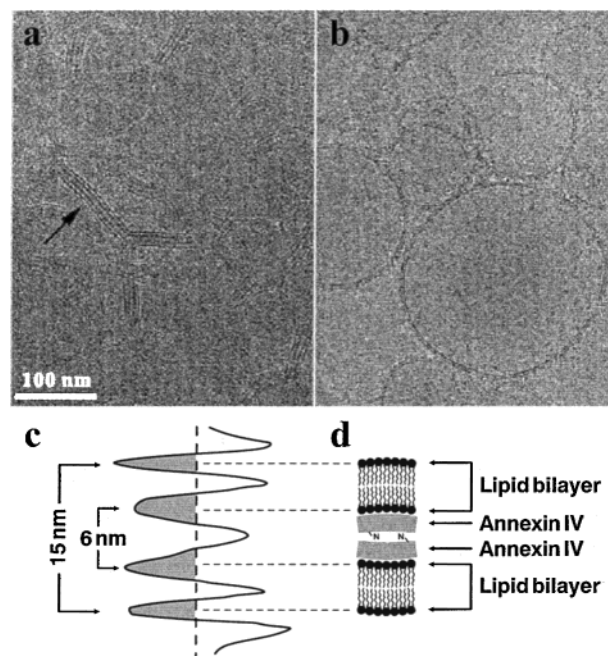 a
b
100 nm
c
d
15 nm
6 nm
N N
Lipid bilayer
Annexin IV
Annexin IV
Lipid bilayer